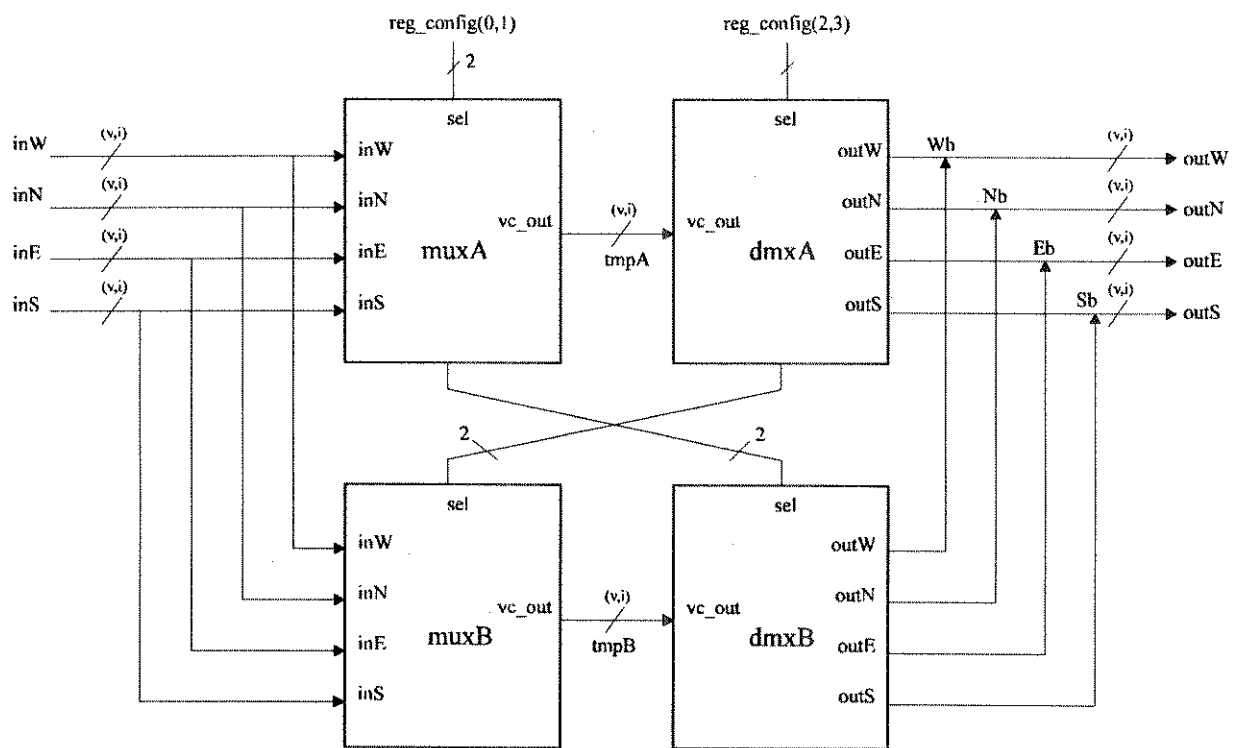 reg_config(0,1)
reg_config(2,3)
2
sel
sel
inW
(v,i)
inW
outW
Wb
(v,i)
outW
inN
(v,i)
inN
outN
Nb
(v,i)
outN
vc_out
(v,i)
vc_out
inE
(v,i)
inE
muxA
tmpA
dmxA
outE
Eb
(v,i)
outE
inS
(v,i)
inS
outS
Sb
(v,i)
outS
2
2
sel
sel
inW
outW
inN
outN
vc_out
(v,i)
vc_out
inE
muxB
tmpB
dmxB
outE
inS
outS